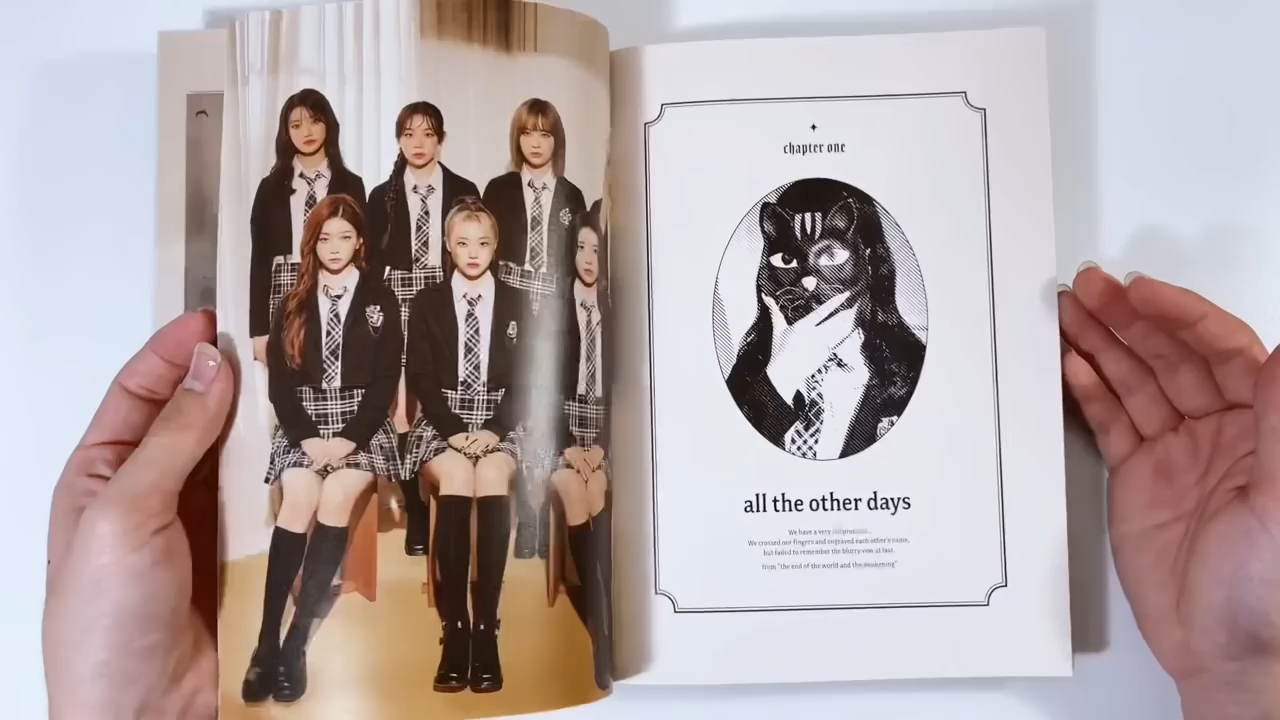 chapter one
all the other days
We have a very
We crossed our fingers and engraved each other's name,
but failed to remember the blurry vow at last.
from "the end of the world and the awakening"